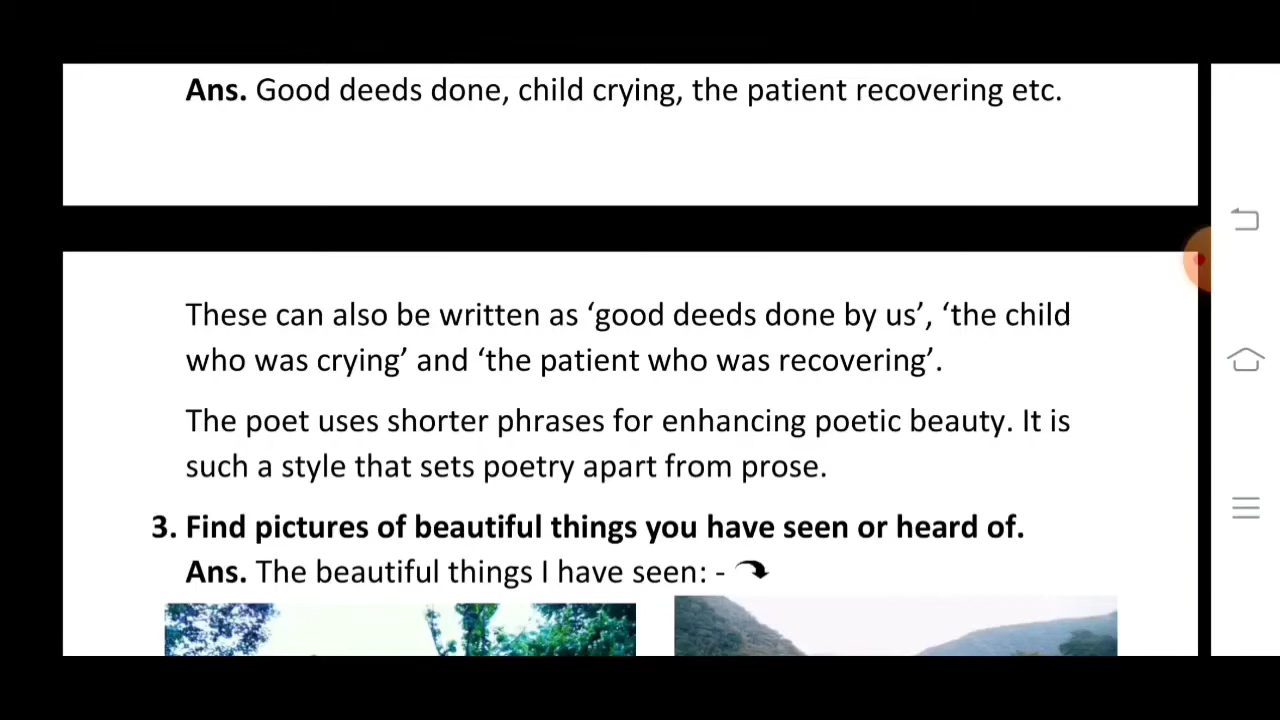 Ans. Good deeds done, child crying, the patient recovering etc.
These can also be written as ‘good deeds done by us’, ‘the child
who was crying’ and ‘the patient who was recovering’.
The poet uses shorter phrases for enhancing poetic beauty. It is
such a style that sets poetry apart from prose.
3. Find pictures of beautiful things you have seen or heard of.
Ans. The beautiful things I have seen: -